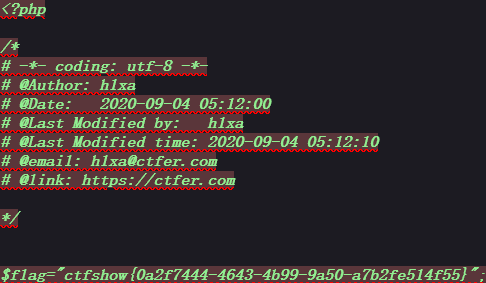 <?php
/*
# -*- coding: utf-8 -*-
# @Author: h1xa
# @Date:   2020-09-04 05:12:00
# @Last Modified by:   h1xa
# @Last Modified time: 2020-09-04 05:12:10
# @email: h1xa@ctfer.com
# @link: https://ctfer.com
*/
$flag="ctfshow{0a2f7444-4643-4b99-9a50-a7b2fe514f55}";